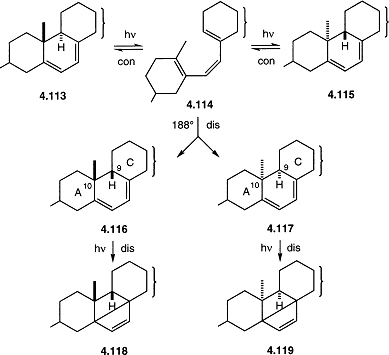 H hν hν H
con con
4.113 4.114 4.115
188° dis
10 9 C 10 9 C
A H A H
4.116 4.117
hν dis hν dis
H H
4.118 4.119